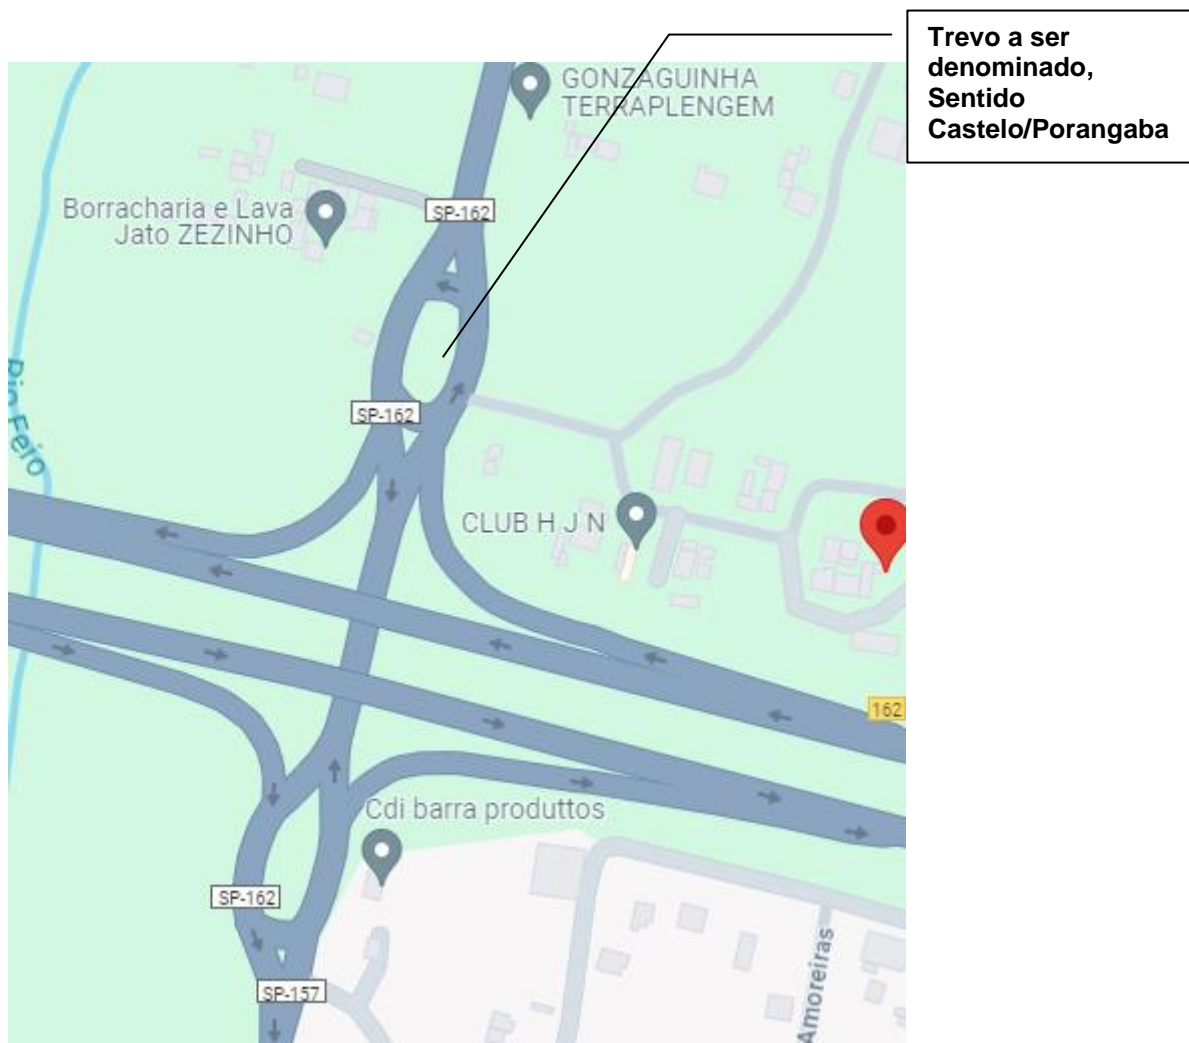 Trevo a ser
denominado,
Sentido
Castelo/Porangaba
GONZAGUINHA
TERRAPLENGEM
Borracharia e Lava
Jato ZEZINHO
SP-162
SP-162
Rio Feio
CLUB H J N
162
Cdi barra produttos
SP-162
Amoreiras
SP-157